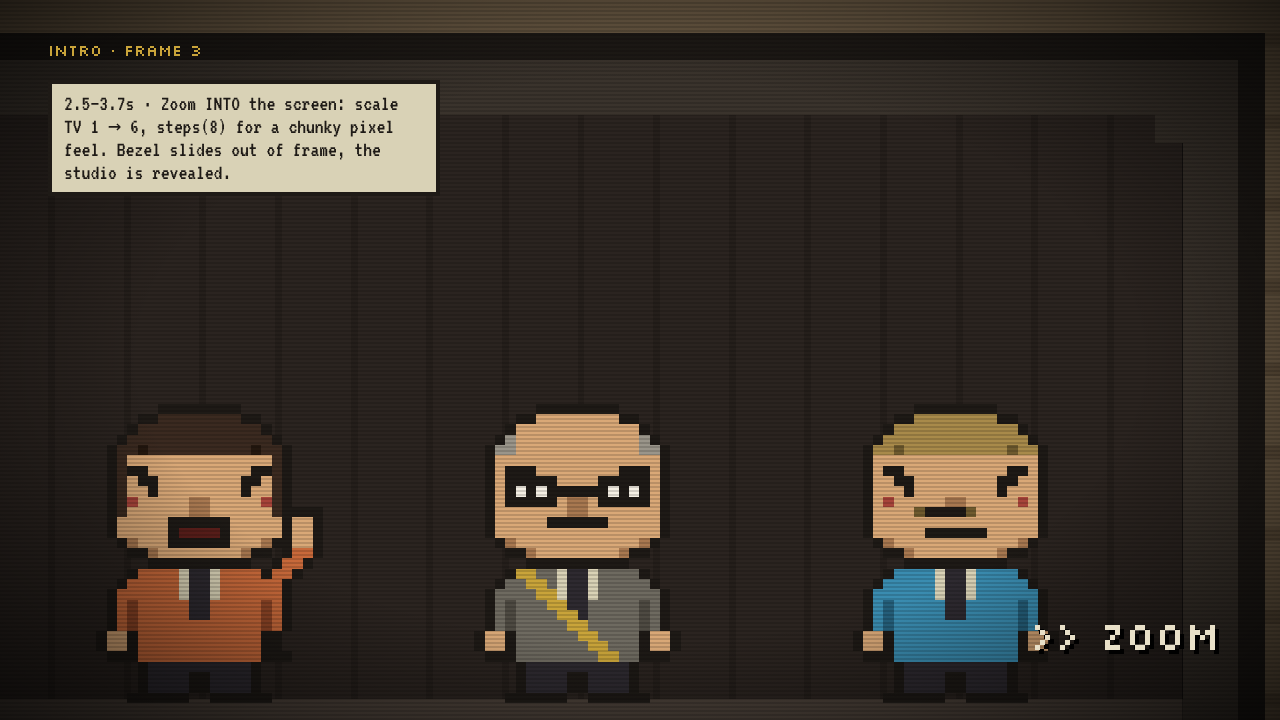 INTRO · FRAME 3
2.5–3.7s · Zoom INTO the screen: scale
TV 1 → 6, steps(8) for a chunky pixel
feel. Bezel slides out of frame, the
studio is revealed.
>> ZOOM